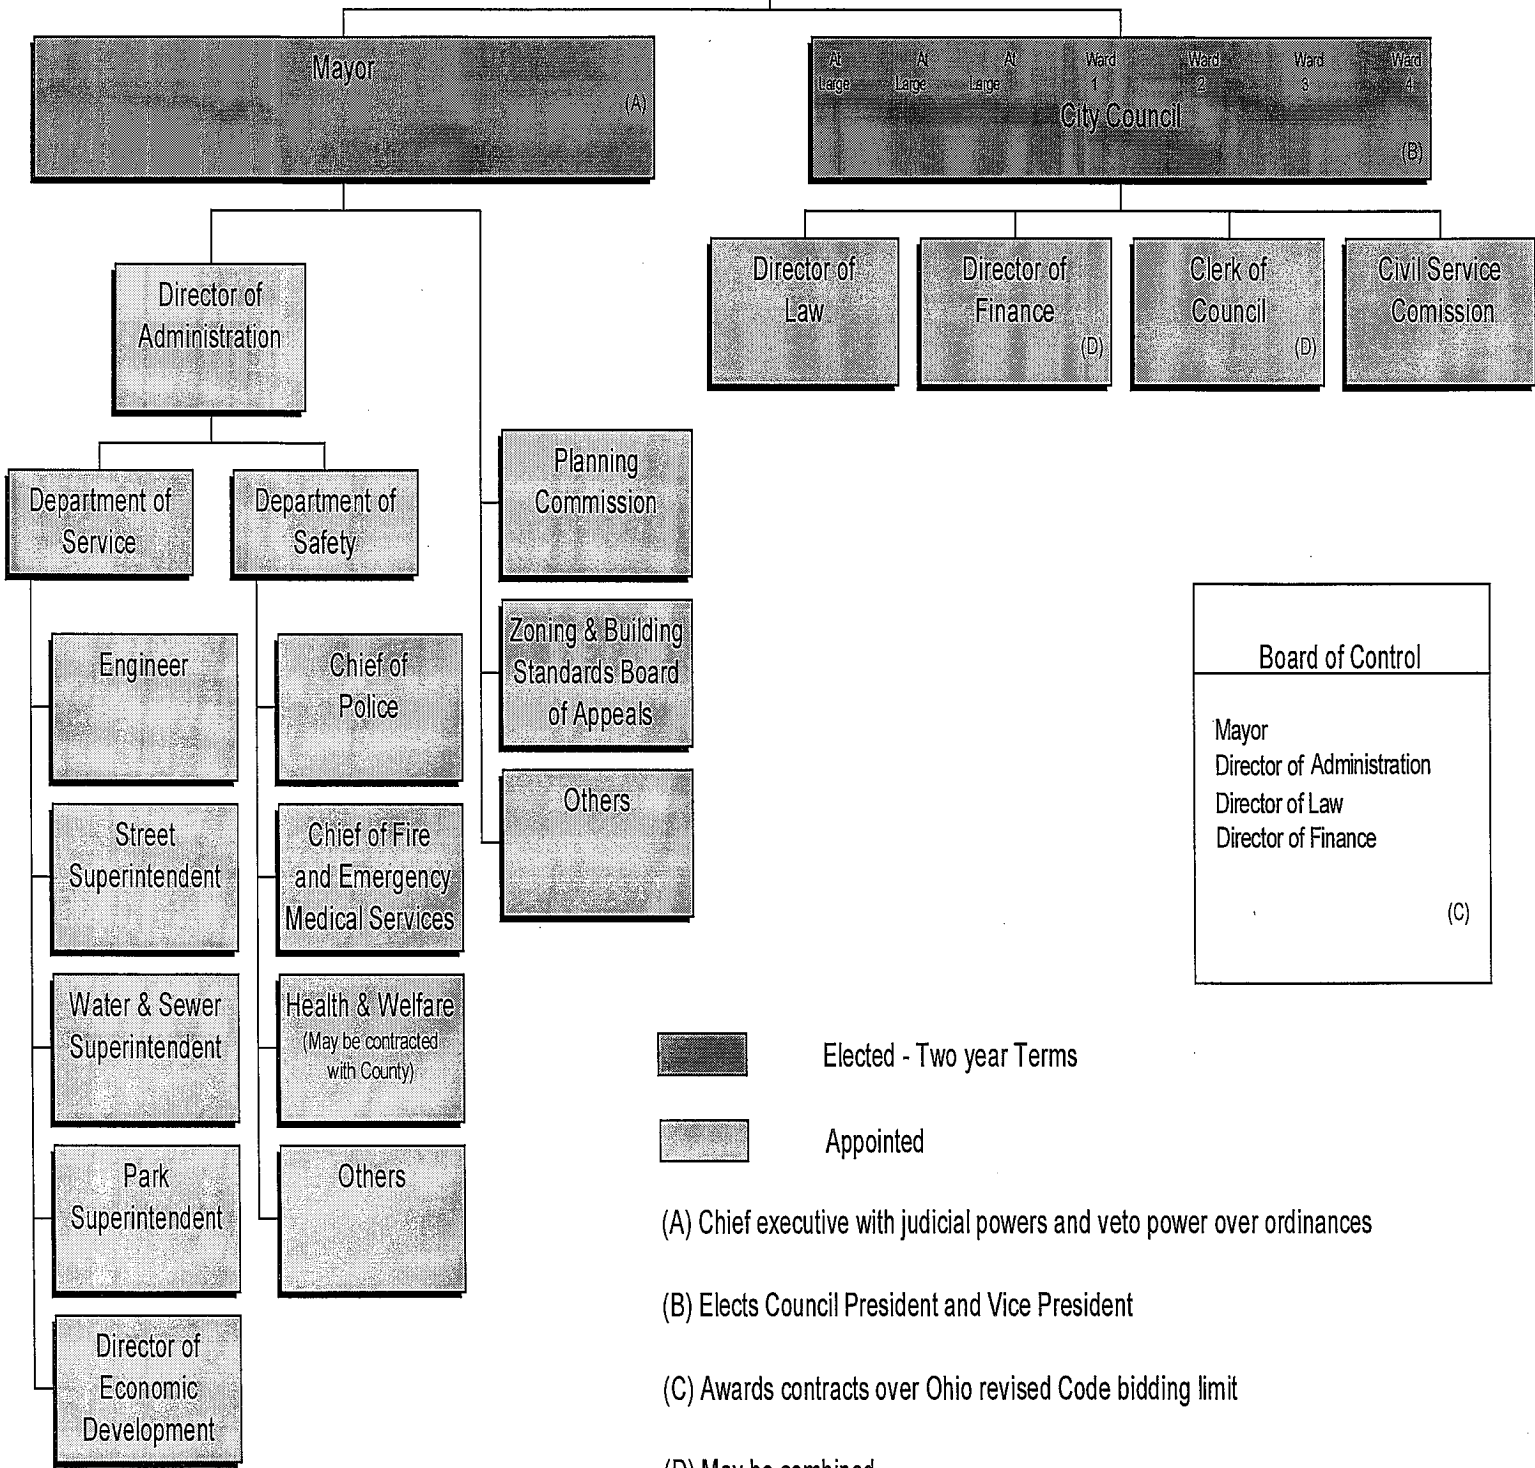 Mayor
(A)
At Large
At Large
At Large
Ward 1
Ward 2
Ward 3
Ward 4
City Council
(B)
Director of
Administration
Director of
Law
Director of
Finance
(D)
Clerk of
Council
(D)
Civil Service
Comission
Department of
Service
Department of
Safety
Planning
Commission
Zoning & Building
Standards Board
of Appeals
Others
Engineer
Street
Superintendent
Water & Sewer
Superintendent
Park
Superintendent
Director of
Economic
Development
Chief of
Police
Chief of Fire
and Emergency
Medical Services
Health & Welfare
(May be contracted
with County)
Others
Board of Control
Mayor
Director of Administration
Director of Law
Director of Finance
(C)
Elected - Two year Terms
Appointed
(A) Chief executive with judicial powers and veto power over ordinances
(B) Elects Council President and Vice President
(C) Awards contracts over Ohio revised Code bidding limit
(D) May be combined